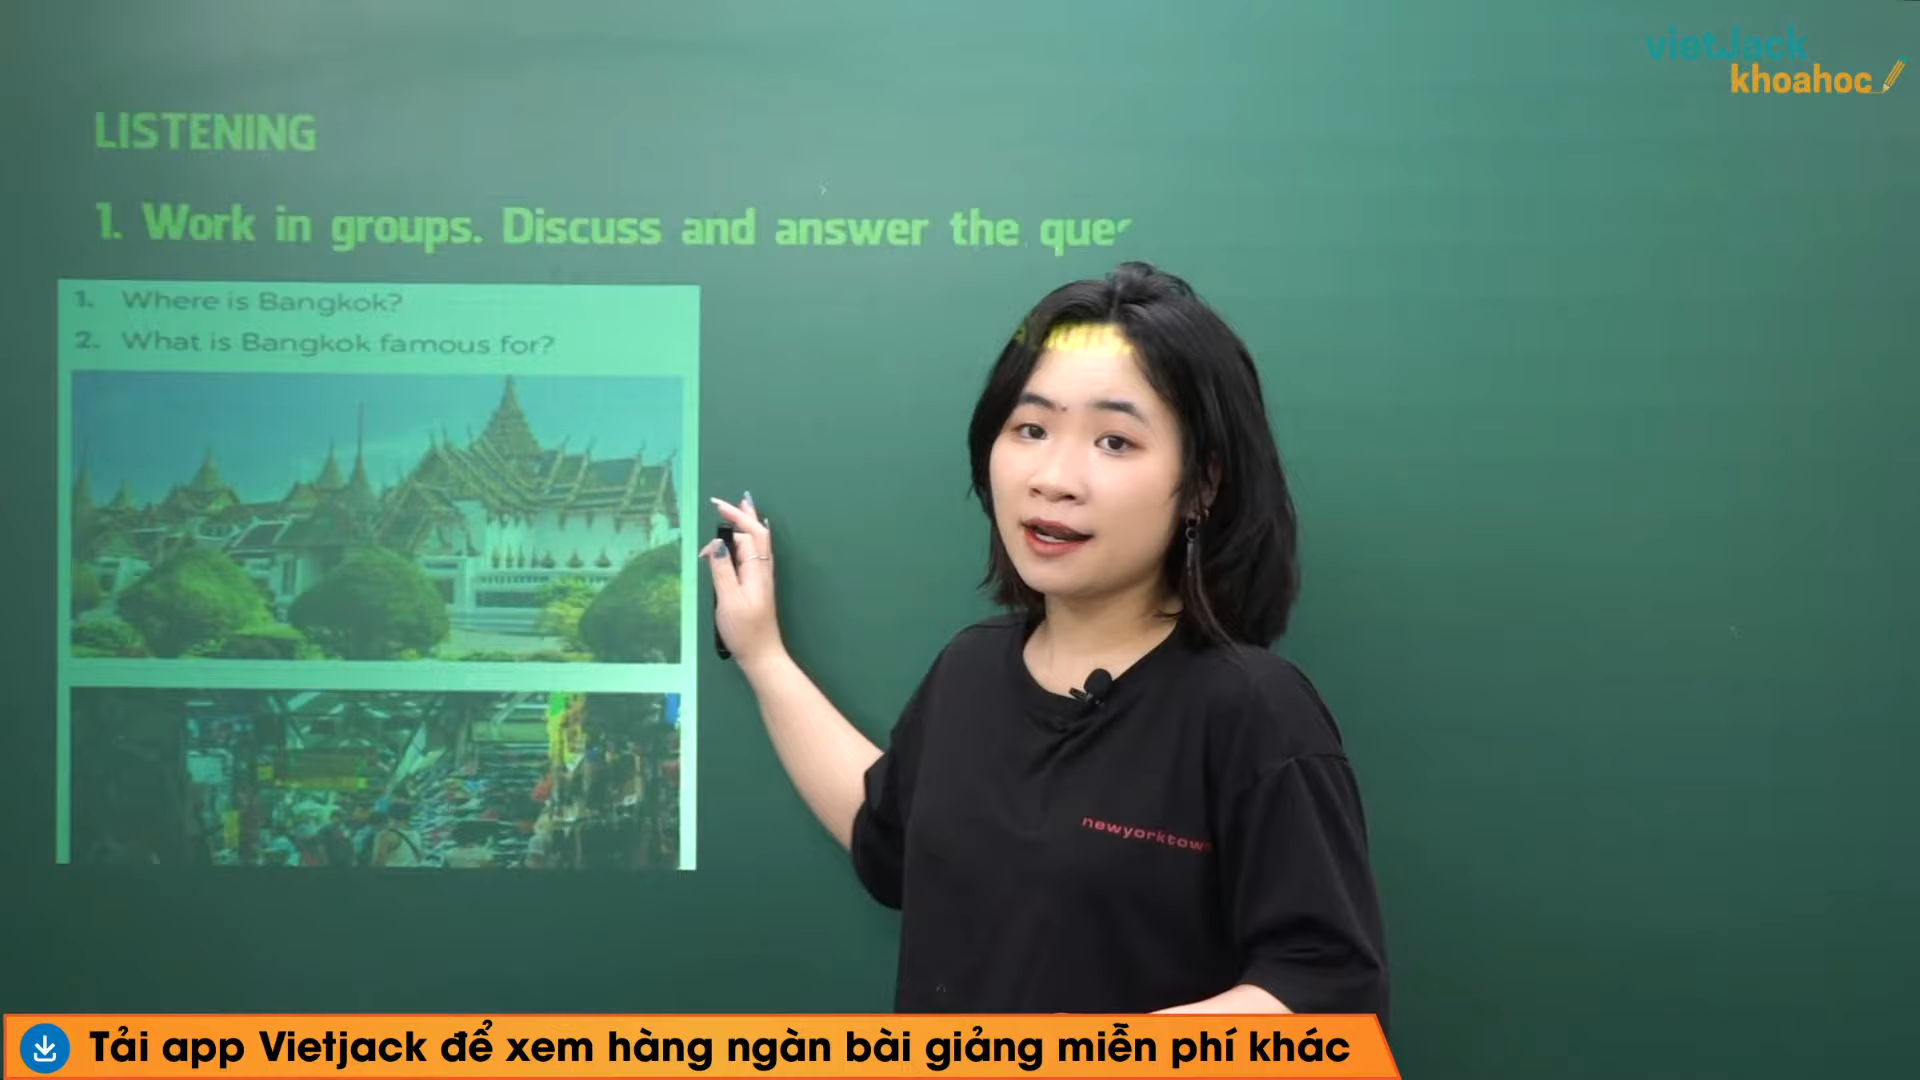 vietJack
khoahoc
LISTENING
1. Work in groups. Discuss and answer the
1. Where is Bangkok?
2. What is Bangkok famous for?
newyorktow
Tải app Vietjack để xem hàng ngàn bài giảng miễn phí khác